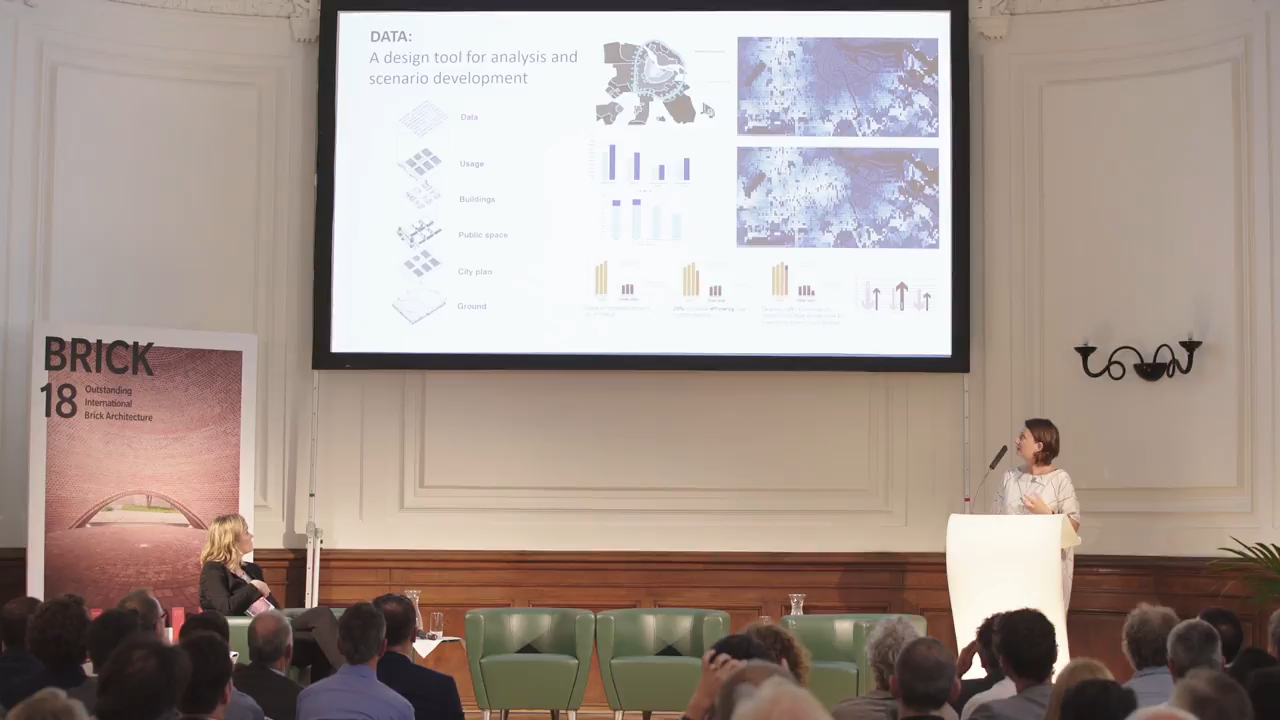 DATA:
A design tool for analysis and
scenario development
Data
Usage
Buildings
Public space
City plan
Ground
BRICK
18
Outstanding
International
Brick Architecture